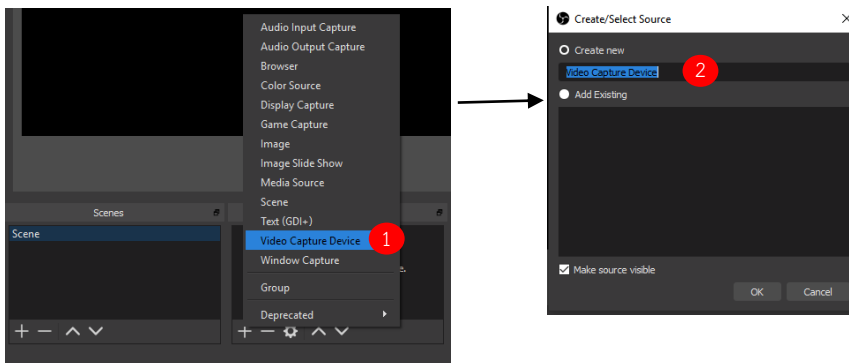 Audio Input Capture
Audio Output Capture
Browser
Color Source
Display Capture
Game Capture
Image
Image Slide Show
Media Source
Scene
Text (GDI+)
Video Capture Device
1
Window Capture
Group
Deprecated
Scenes
Scene
e.
Create/Select Source
Create new
Video Capture Device
2
Add Existing
Make source visible
OK
Cancel